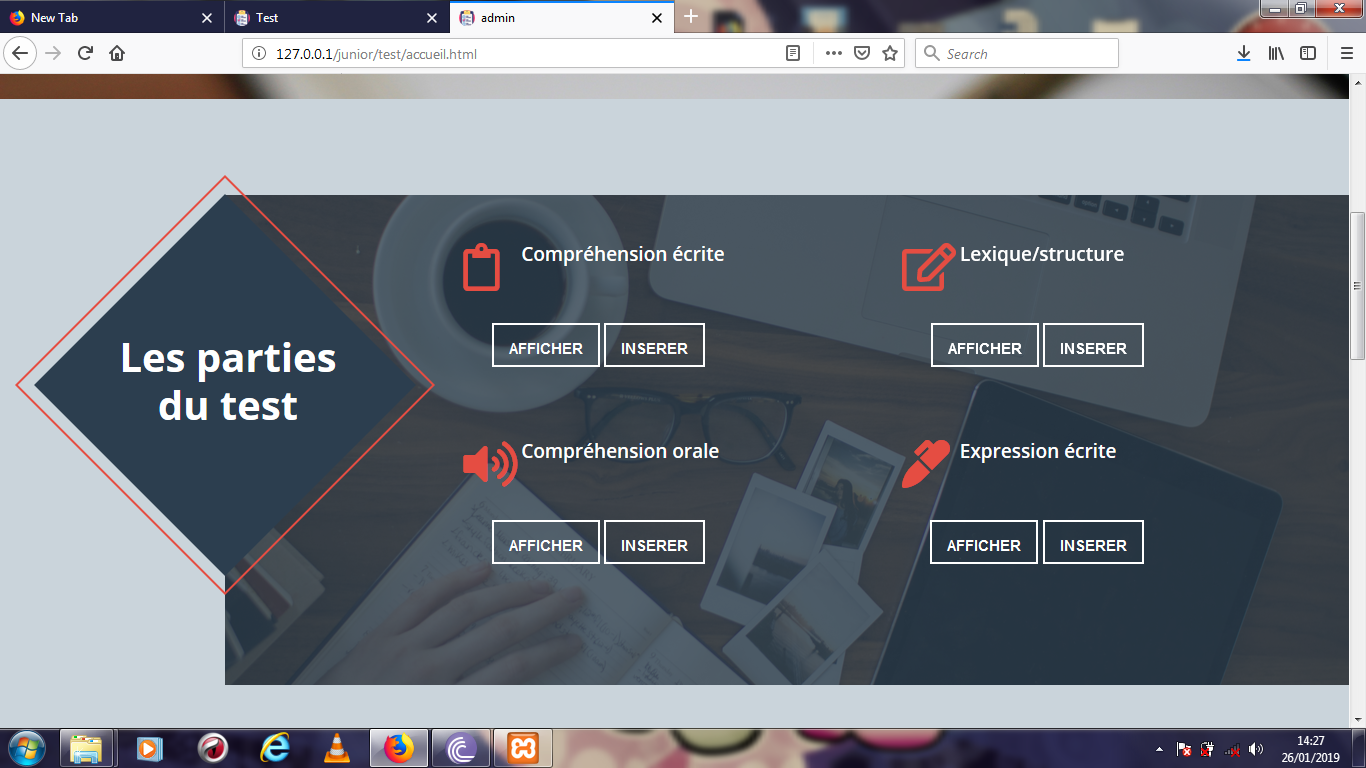 New Tab
Test
admin
127.0.0.1/junior/test/accueil.html
Search
Les parties
du test
Compréhension écrite
AFFICHER INSERER
Lexique/structure
AFFICHER INSERER
Compréhension orale
AFFICHER INSERER
Expression écrite
AFFICHER INSERER
14:27
26/01/2019